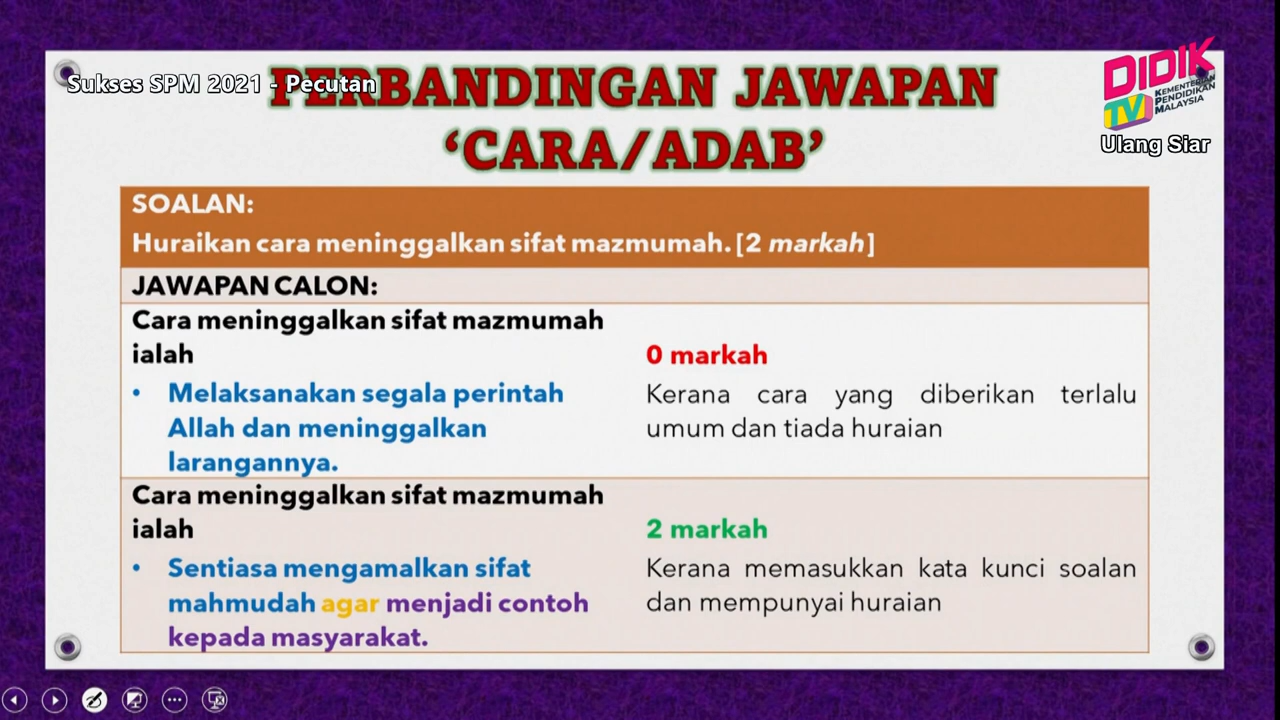 Sukses SPM 2021 - Pecutan
PERBANDINGAN JAWAPAN
‘CARA/ADAB’
DIDIK
TV
KEMENTERIAN
PENDIDIKAN
MALAYSIA
Ulang Siar
SOALAN:
Huraikan cara meninggalkan sifat mazmumah. [2 markah]
JAWAPAN CALON:
Cara meninggalkan sifat mazmumah
ialah
• Melaksanakan segala perintah
Allah dan meninggalkan
larangannya.
0 markah
Kerana cara yang diberikan terlalu
umum dan tiada huraian
Cara meninggalkan sifat mazmumah
ialah
• Sentiasa mengamalkan sifat
mahmudah agar menjadi contoh
kepada masyarakat.
2 markah
Kerana memasukkan kata kunci soalan
dan mempunyai huraian